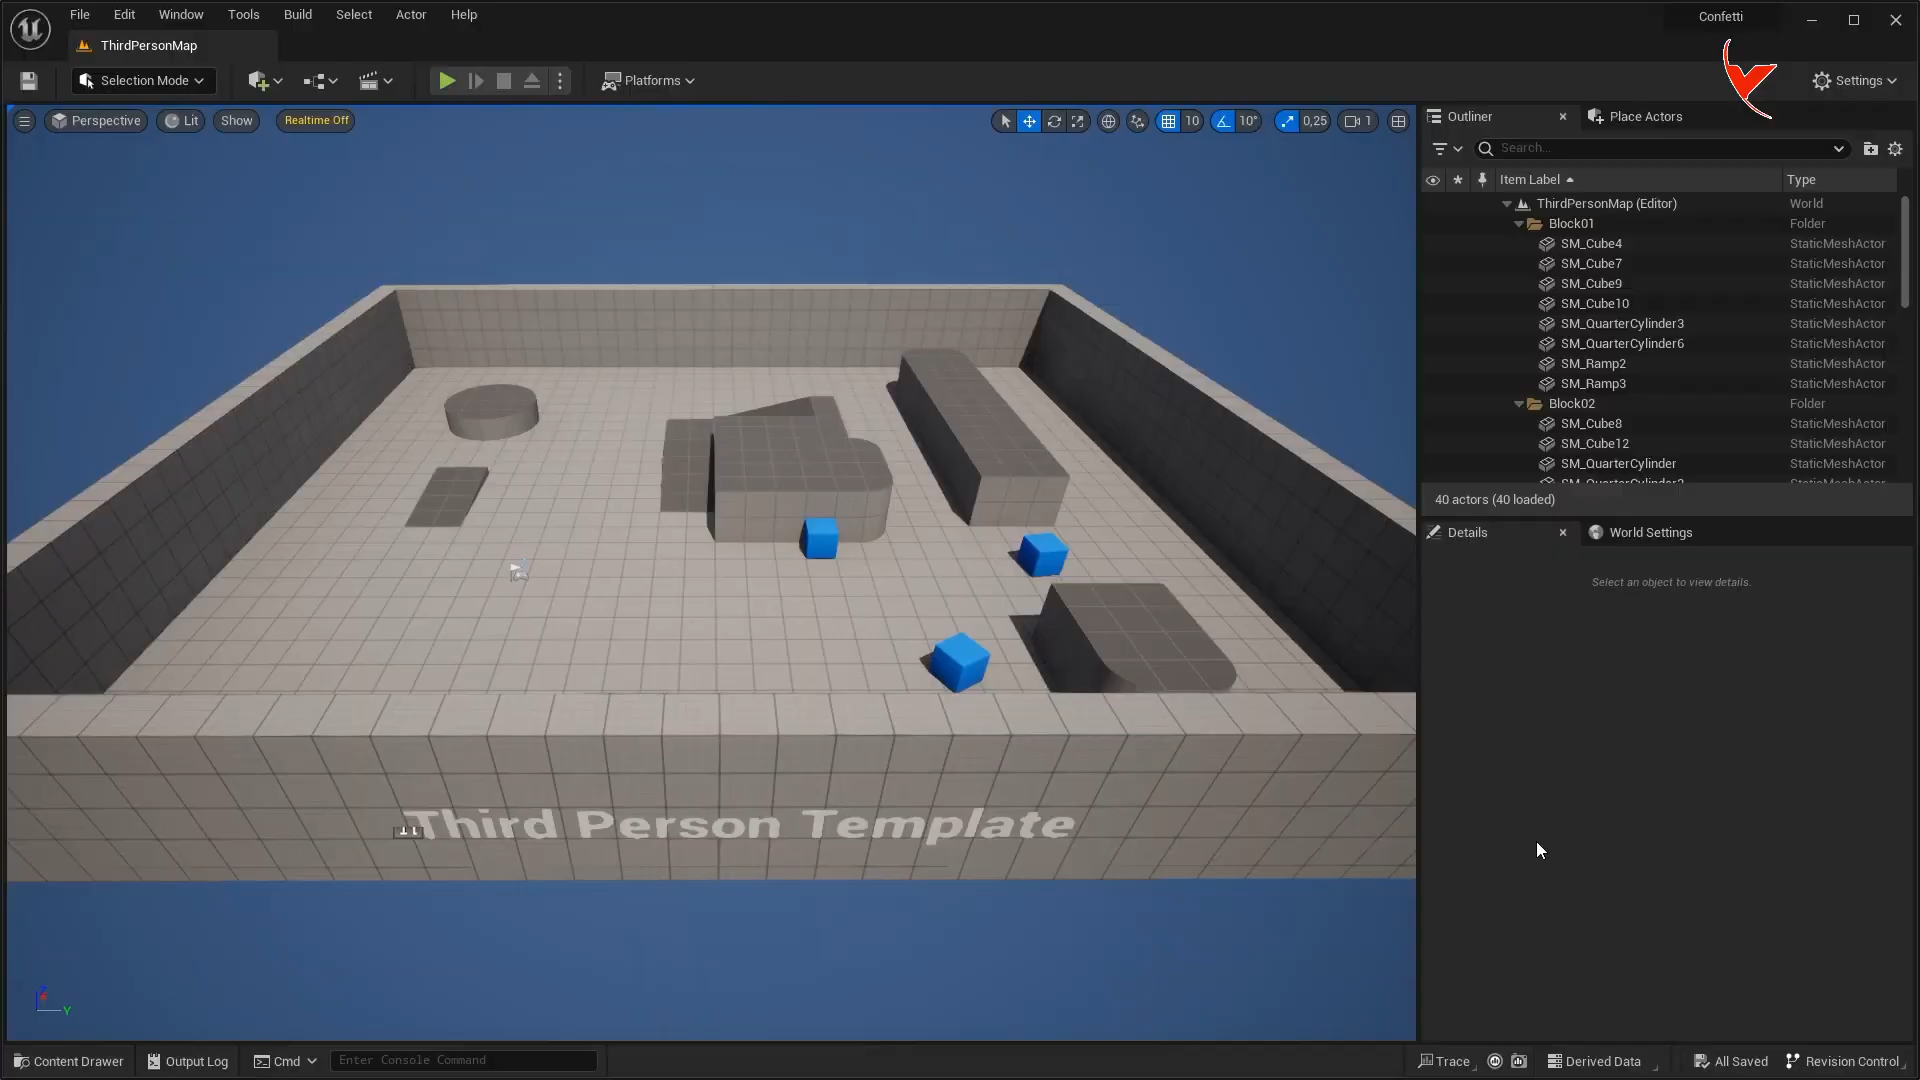 File Edit Window Tools Build Select Actor Help
Confetti
ThirdPersonMap
Selection Mode
Platforms
Settings
Perspective Lit Show Realtime Off
10 10° 0,25 1
Outliner
Place Actors
Search...
Item Label Type
ThirdPersonMap (Editor) World
Block01 Folder
SM_Cube4 StaticMeshActor
SM_Cube7 StaticMeshActor
SM_Cube9 StaticMeshActor
SM_Cube10 StaticMeshActor
SM_QuarterCylinder3 StaticMeshActor
SM_QuarterCylinder6 StaticMeshActor
SM_Ramp2 StaticMeshActor
SM_Ramp3 StaticMeshActor
Block02 Folder
SM_Cube8 StaticMeshActor
SM_Cube12 StaticMeshActor
SM_QuarterCylinder StaticMeshActor
40 actors (40 loaded)
Details
World Settings
Select an object to view details.
Third Person Template
Z
Y
Content Drawer Output Log Cmd Enter Console Command
Trace Derived Data All Saved Revision Control